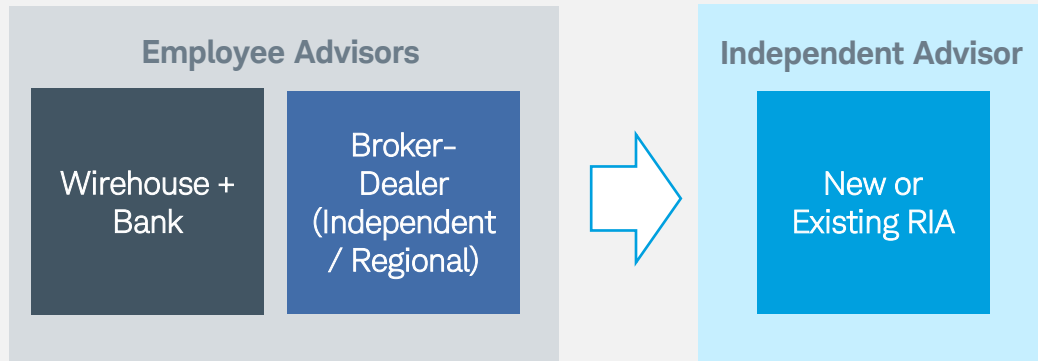 Employee Advisors
Wirehouse +
Bank
Broker-
Dealer
(Independent
/ Regional)
Independent Advisor
New or
Existing RIA